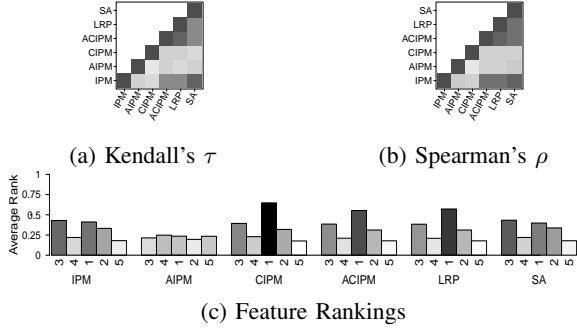 SA
LRP
ACIPM
CIPM
AIPM
IPM
IPM AIPM CIPM ACIPM LRP SA
(a) Kendall's τ
SA
LRP
ACIPM
CIPM
AIPM
IPM
IPM AIPM CIPM ACIPM LRP SA
(b) Spearman's ρ
Average Rank
1
0.75
0.5
0.25
0
3 4 1 2 5 3 4 1 2 5 3 4 1 2 5 3 4 1 2 5 3 4 1 2 5 3 4 1 2 5
IPM AIPM CIPM ACIPM LRP SA
(c) Feature Rankings